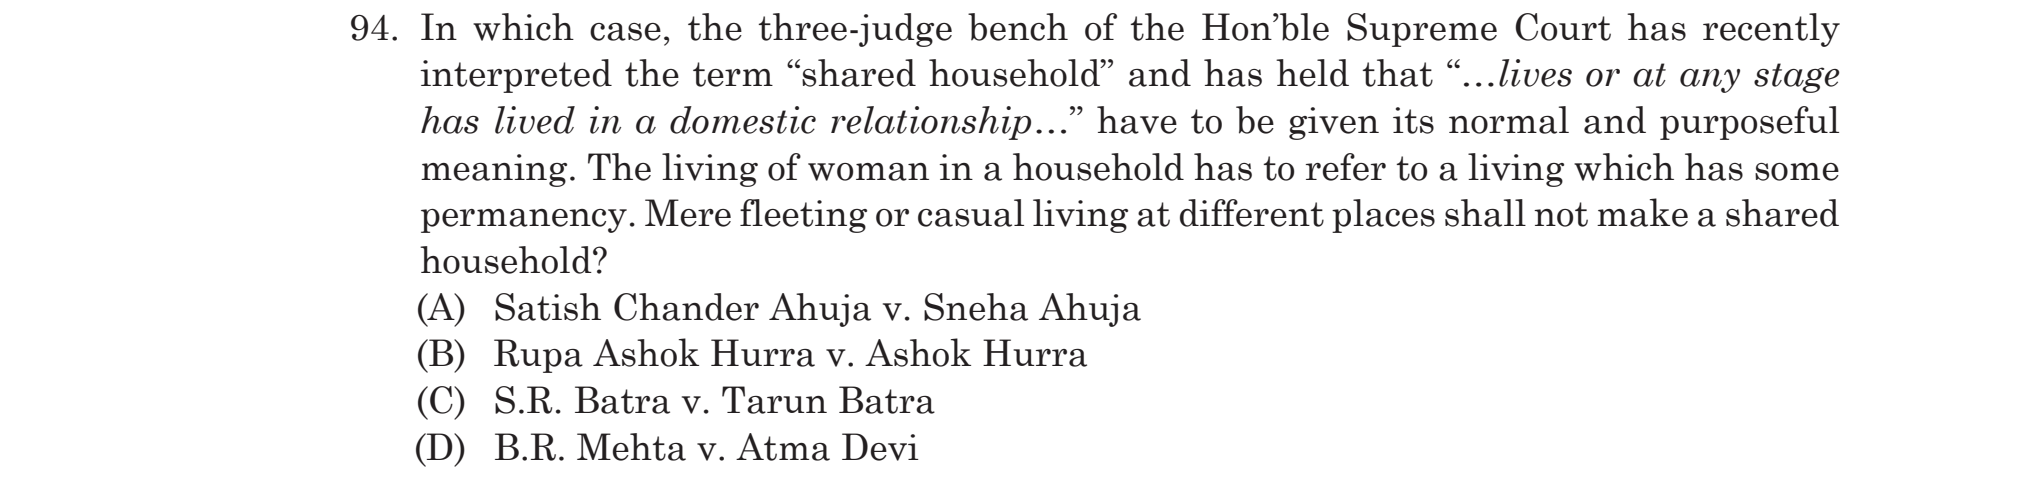 94. In which case, the three-judge bench of the Hon’ble Supreme Court has recently
interpreted the term “shared household” and has held that “...lives or at any stage
has lived in a domestic relationship...” have to be given its normal and purposeful
meaning. The living of woman in a household has to refer to a living which has some
permanency. Mere fleeting or casual living at different places shall not make a shared
household?
(A) Satish Chander Ahuja v. Sneha Ahuja
(B) Rupa Ashok Hurra v. Ashok Hurra
(C) S.R. Batra v. Tarun Batra
(D) B.R. Mehta v. Atma Devi